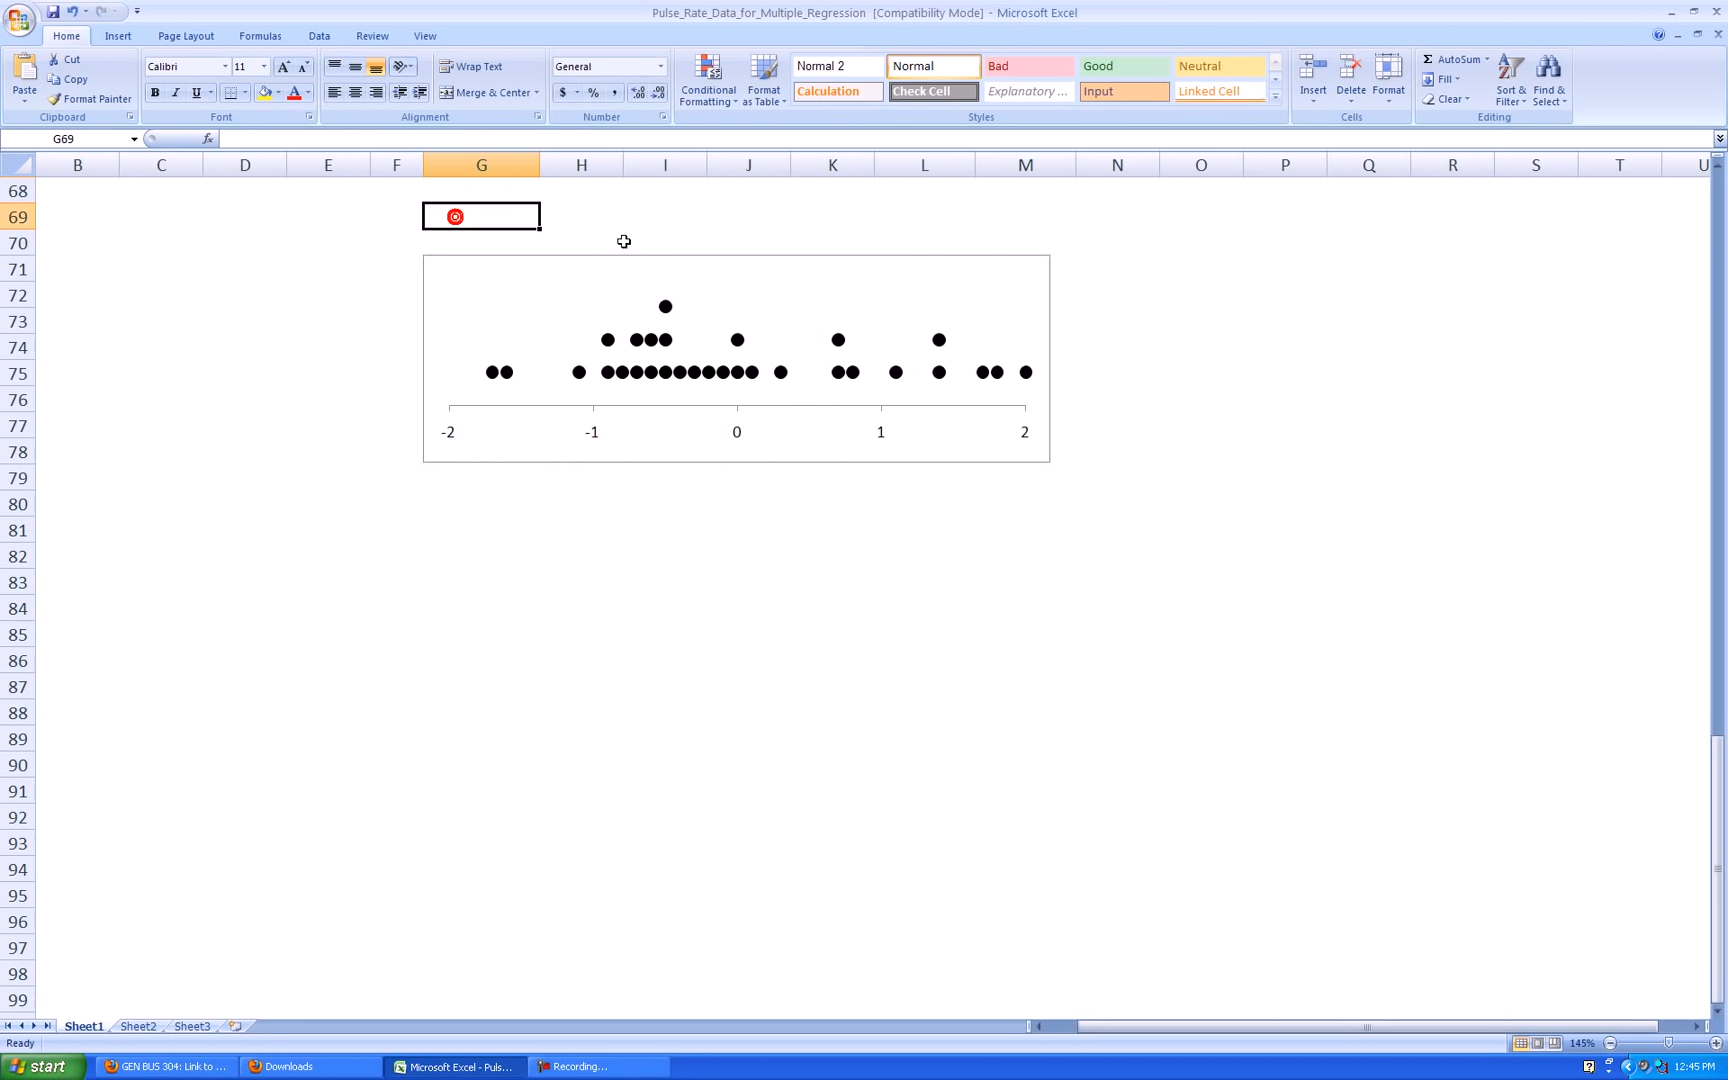 Pulse_Rate_Data_for_Multiple_Regression [Compatibility Mode] - Microsoft Excel
Home Insert Page Layout Formulas Data Review View
Paste Cut Copy Format Painter Clipboard
Calibri 11 B I U Font
Wrap Text Merge & Center Alignment
General $ % , Number
Conditional Formatting Format as Table
Normal 2 Normal Bad Good Neutral
Calculation Check Cell Explanatory ... Input Linked Cell
Styles
Insert Delete Format Cells
AutoSum Fill Clear Sort & Filter Find & Select Editing
G69 fx
B C D E F G H I J K L M N O P Q R S T U
68
69
70
71
72
73
74
75
76
77
-2 -1 0 1 2
78
79
80
81
82
83
84
85
86
87
88
89
90
91
92
93
94
95
96
97
98
99
Sheet1 Sheet2 Sheet3
Ready 145%
start GEN BUS 304: Link to ... Downloads Microsoft Excel - Puls... Recording... 12:45 PM